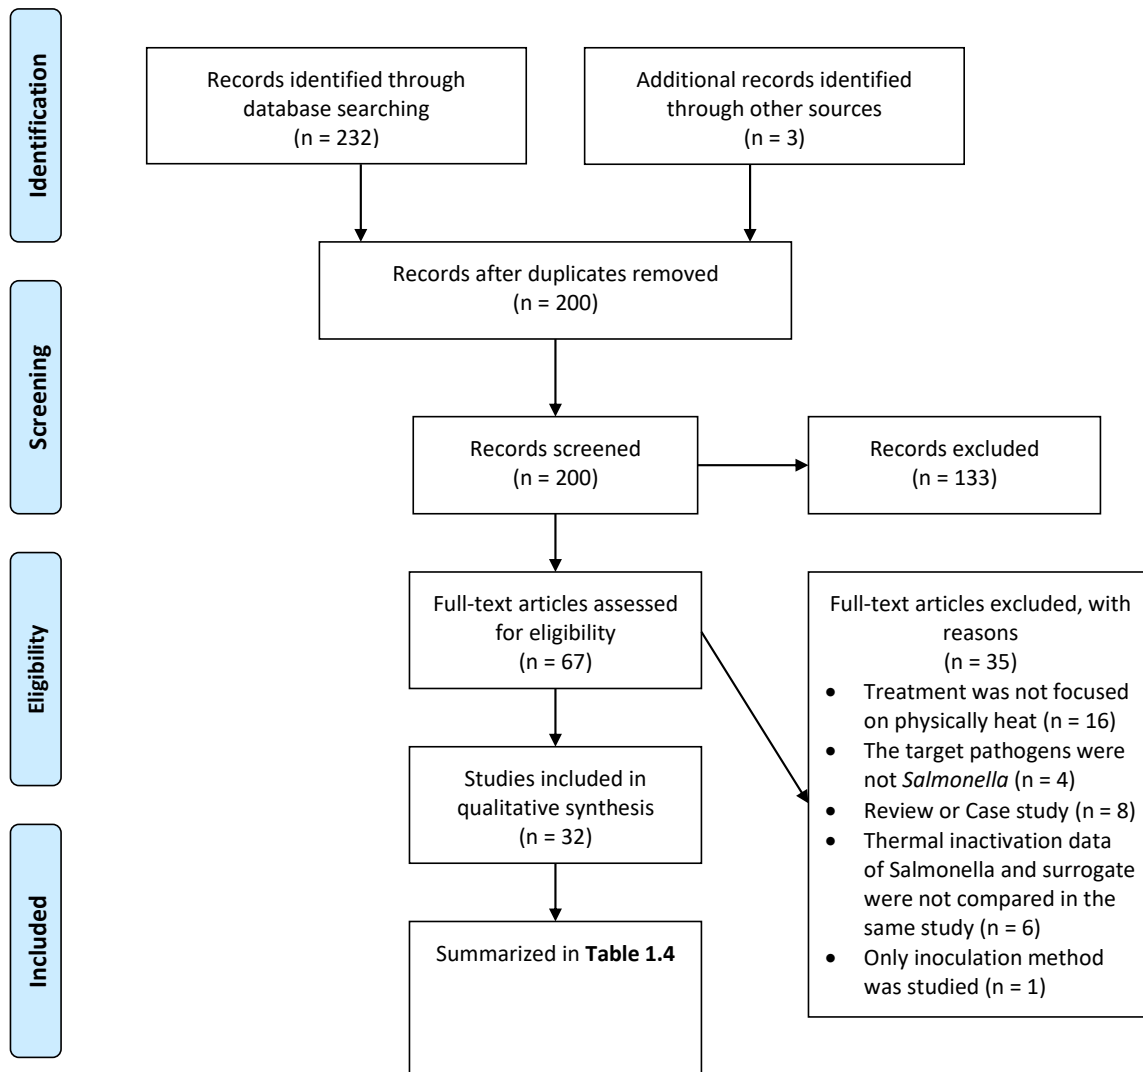 Identification
Records identified through
database searching
(n = 232)
Additional records identified
through other sources
(n = 3)
Records after duplicates removed
(n = 200)
Screening
Records screened
(n = 200)
Records excluded
(n = 133)
Eligibility
Full-text articles assessed
for eligibility
(n = 67)
Full-text articles excluded, with
reasons
(n = 35)
• Treatment was not focused
on physically heat (n = 16)
• The target pathogens were
not Salmonella (n = 4)
• Review or Case study (n = 8)
• Thermal inactivation data
of Salmonella and surrogate
were not compared in the
same study (n = 6)
• Only inoculation method
was studied (n = 1)
Studies included in
qualitative synthesis
(n = 32)
Included
Summarized in Table 1.4